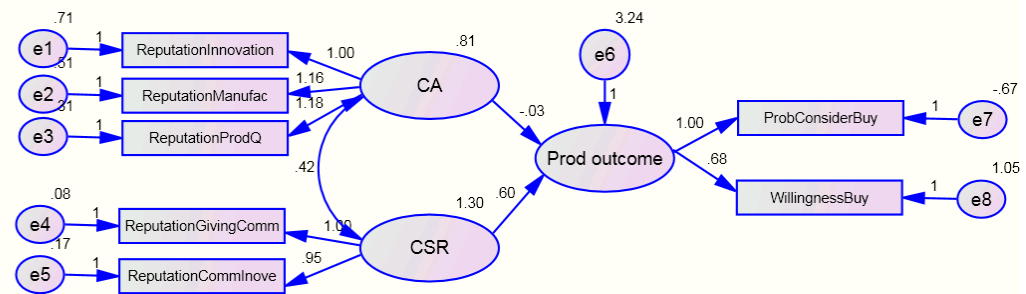 .71
e1
1
ReputationInnovation
1.00
.81
CA
.51
e2
1
ReputationManufac
1.16
.31
e3
1
ReputationProdQ
1.18
.42
-.03
3.24
e6
1
Prod outcome
1.00
ProbConsiderBuy
1
-.67
e7
.68
WillingnessBuy
1
1.05
e8
.08
e4
1
ReputationGivingComm
1.00
1.30
CSR
.60
.17
e5
1
ReputationCommInove
.95